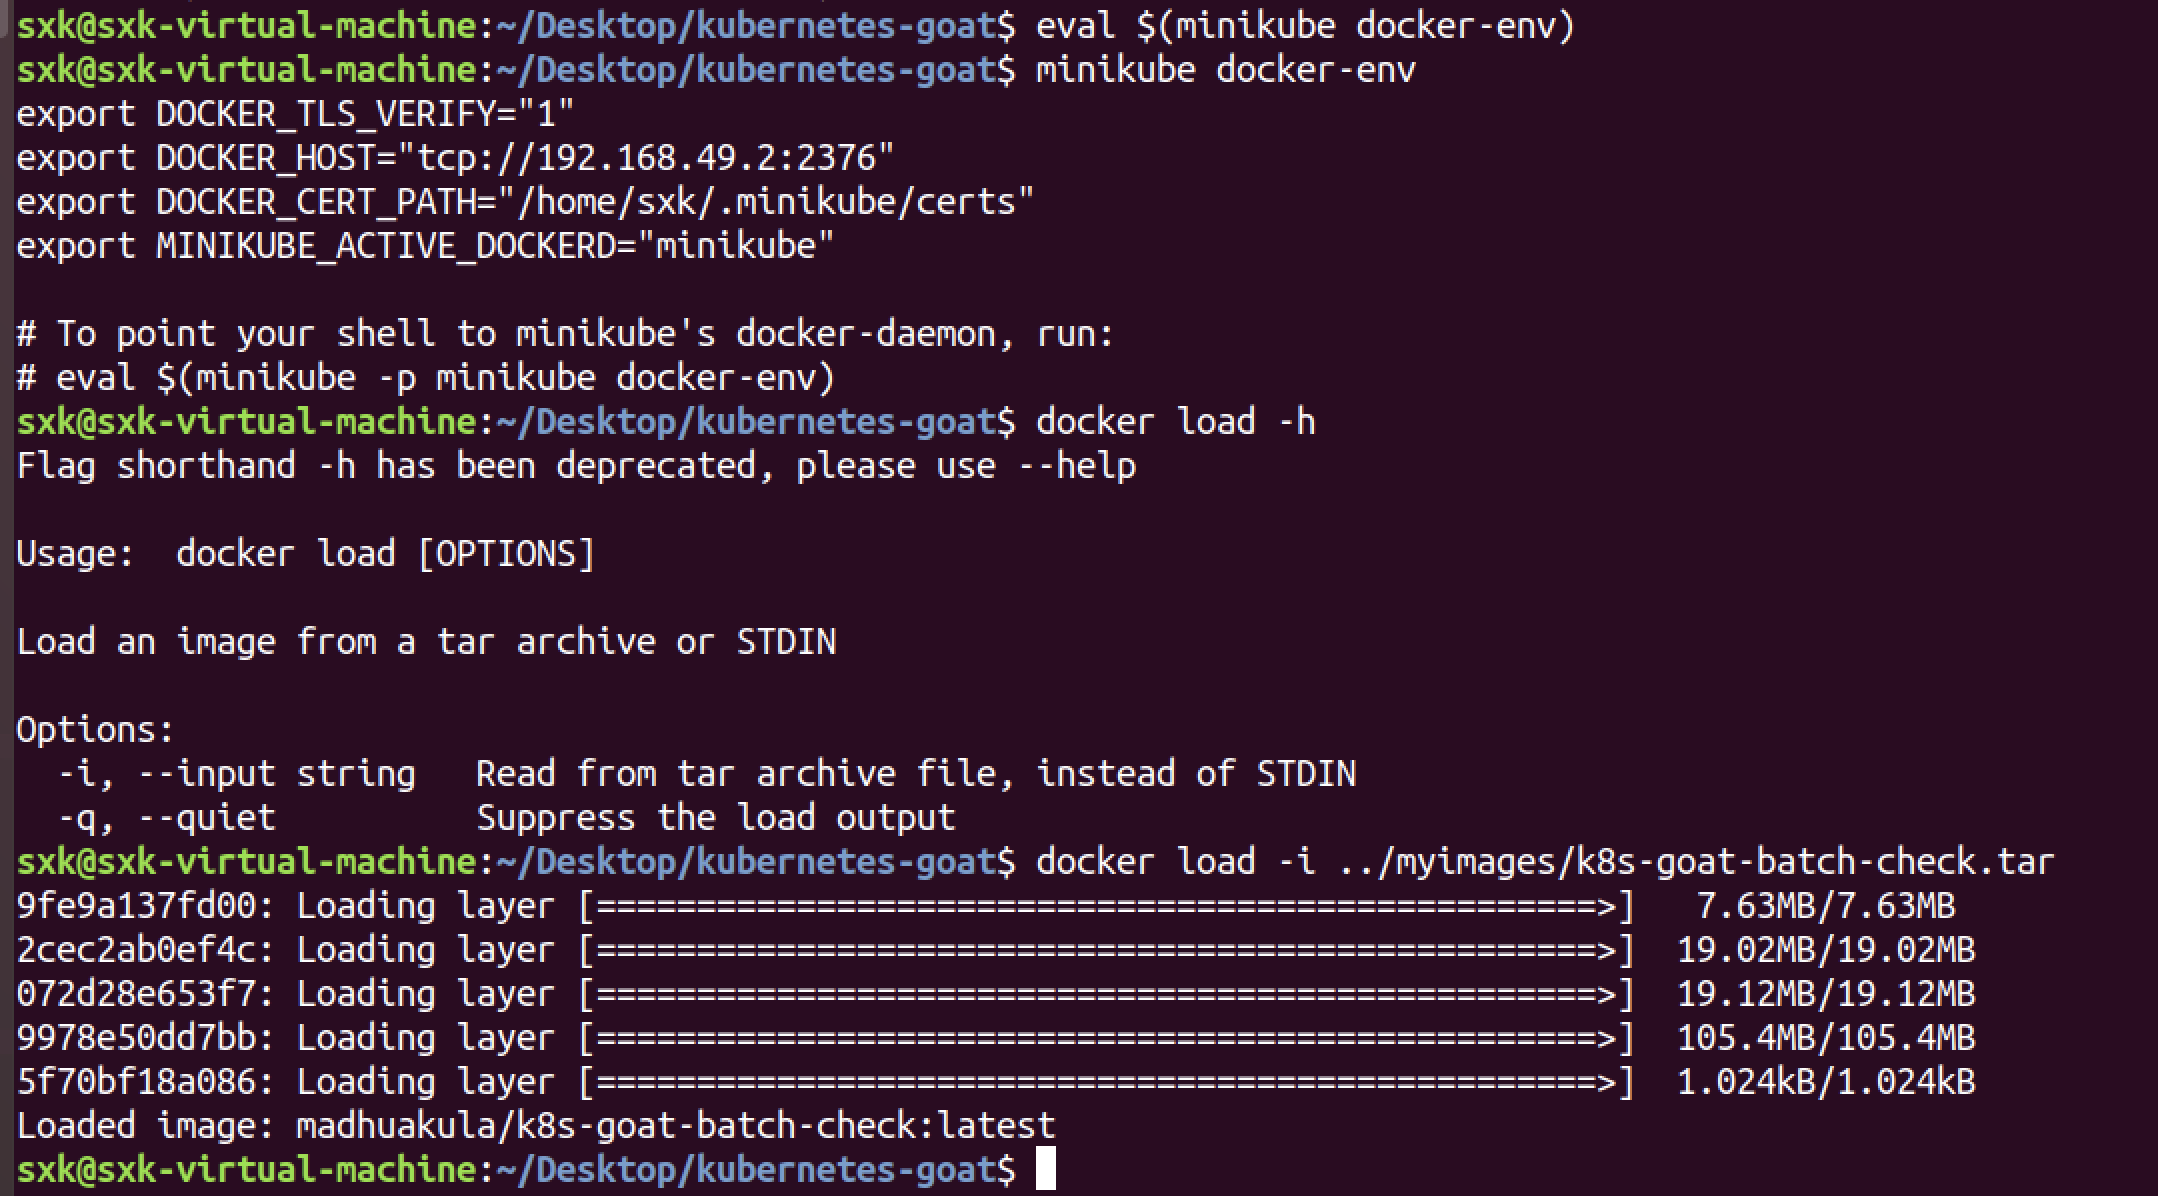 sxk@sxk-virtual-machine:~/Desktop/kubernetes-goat$ eval $(minikube docker-env)
sxk@sxk-virtual-machine:~/Desktop/kubernetes-goat$ minikube docker-env
export DOCKER_TLS_VERIFY="1"
export DOCKER_HOST="tcp://192.168.49.2:2376"
export DOCKER_CERT_PATH="/home/sxk/.minikube/certs"
export MINIKUBE_ACTIVE_DOCKERD="minikube"

# To point your shell to minikube's docker-daemon, run:
# eval $(minikube -p minikube docker-env)
sxk@sxk-virtual-machine:~/Desktop/kubernetes-goat$ docker load -h
Flag shorthand -h has been deprecated, please use --help

Usage:  docker load [OPTIONS]

Load an image from a tar archive or STDIN

Options:
  -i, --input string   Read from tar archive file, instead of STDIN
  -q, --quiet          Suppress the load output
sxk@sxk-virtual-machine:~/Desktop/kubernetes-goat$ docker load -i ../myimages/k8s-goat-batch-check.tar
9fe9a137fd00: Loading layer [==================================================>]   7.63MB/7.63MB
2cec2ab0ef4c: Loading layer [==================================================>]  19.02MB/19.02MB
072d28e653f7: Loading layer [==================================================>]  19.12MB/19.12MB
9978e50dd7bb: Loading layer [==================================================>]  105.4MB/105.4MB
5f70bf18a086: Loading layer [==================================================>]  1.024kB/1.024kB
Loaded image: madhuakula/k8s-goat-batch-check:latest
sxk@sxk-virtual-machine:~/Desktop/kubernetes-goat$